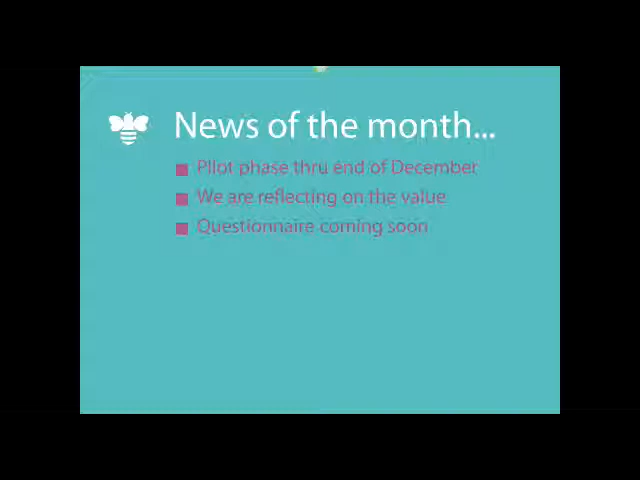 News of the month...
Pilot phase thru end of December
We are reflecting on the value
Questionnaire coming soon